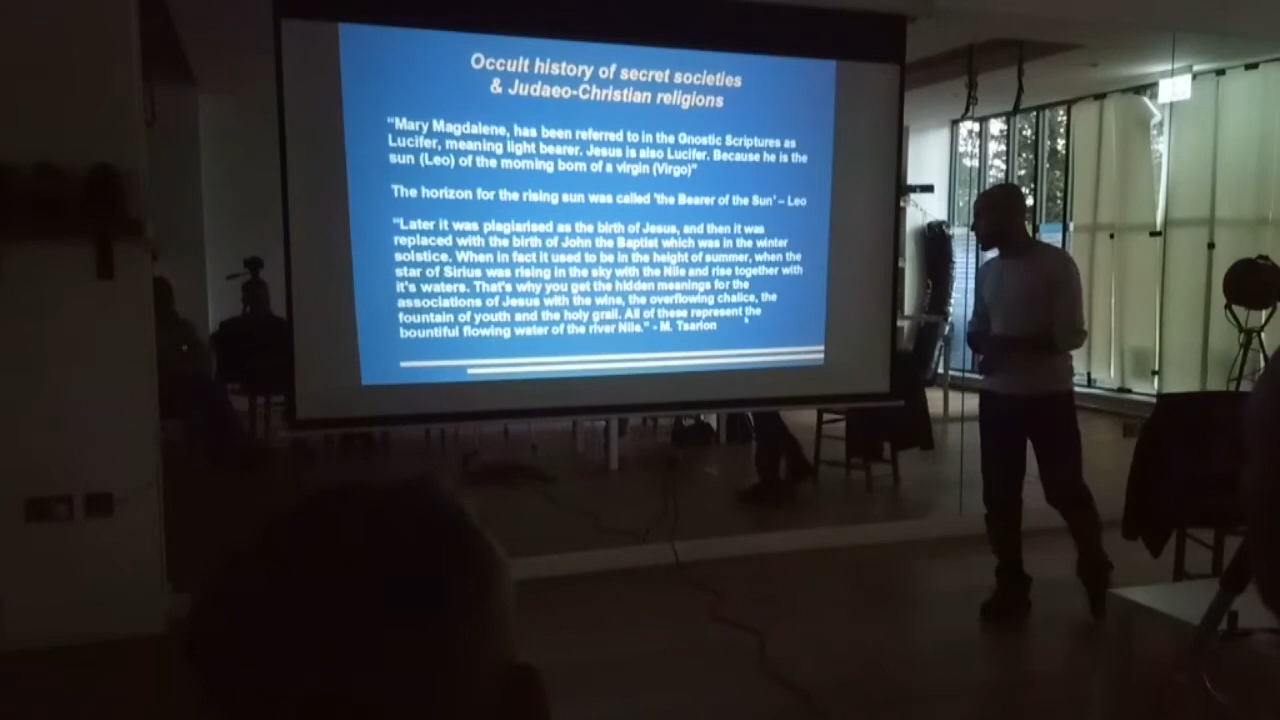 Occult history of secret societies
& Judaeo-Christian religions
“Mary Magdalene, has been referred to in the Gnostic Scriptures as
Lucifer, meaning light bearer. Jesus is also Lucifer. Because he is the
sun (Leo) of the morning born of a virgin (Virgo)”
The horizon for the rising sun was called 'the Bearer of the Sun' – Leo
“Later it was plagiarised as the birth of Jesus, and then it was
replaced with the birth of John the Baptist which was in the winter
solstice. When in fact it used to be in the height of summer, when the
star of Sirius was rising in the sky with the Nile and rise together with
it's waters. That's why you get the hidden meanings for the
associations of Jesus with the wine, the overflowing chalice, the
fountain of youth and the holy grail. All of these represent the
bountiful flowing water of the river Nile.” - M. Tsarion